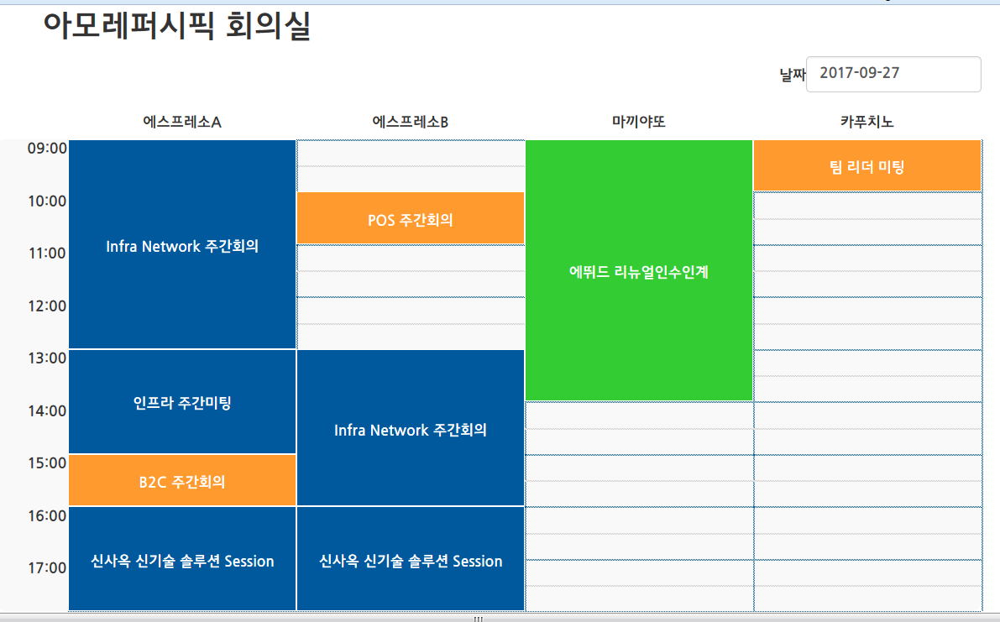 아모레퍼시픽 회의실
날짜 2017-09-27
에스프레소A 에스프레소B 마끼야또 카푸치노
09:00 팀 리더 미팅
10:00 POS 주간회의
Infra Network 주간회의
11:00 에뛰드 리뉴얼인수인계
12:00
13:00
인프라 주간미팅
14:00 Infra Network 주간회의
15:00
B2C 주간회의
16:00
신사옥 신기술 솔루션 Session 신사옥 신기술 솔루션 Session
17:00